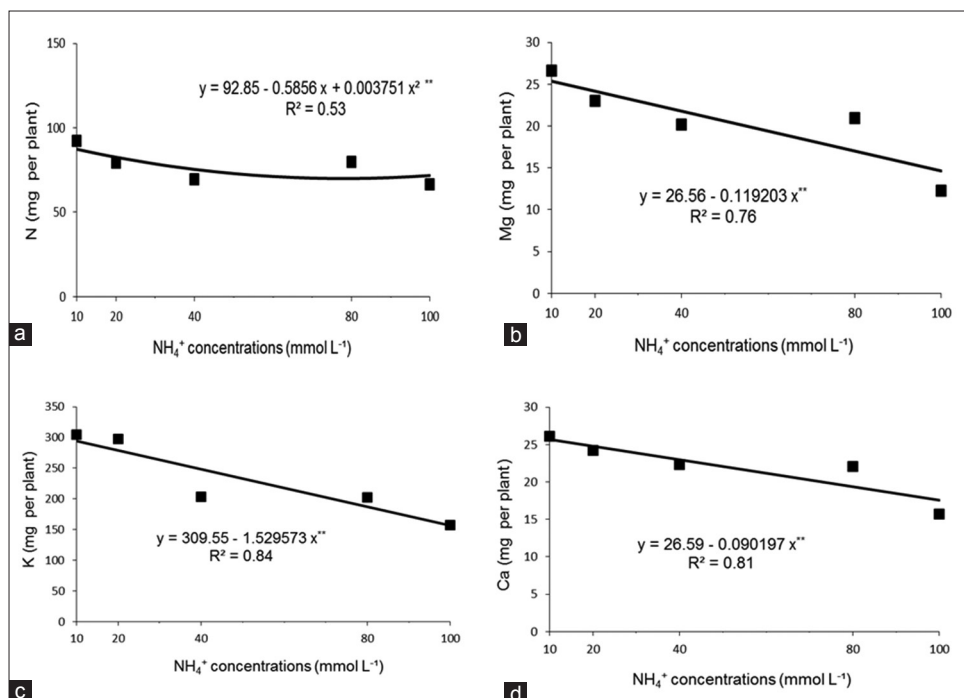 150
100
50
0
N (mg per plant)
y = 92.85 - 0.5856 x + 0.003751 x² **
R² = 0.53
10 20 40 80 100
NH₄⁺ concentrations (mmol L⁻¹)
a
30
25
20
15
10
5
0
Mg (mg per plant)
y = 26.56 - 0.119203 x**
R² = 0.76
10 20 40 80 100
NH₄⁺ concentrations (mmol L⁻¹)
b
350
300
250
200
150
100
50
0
K (mg per plant)
y = 309.55 - 1.529573 x**
R² = 0.84
10 20 40 80 100
NH₄⁺ concentrations (mmol L⁻¹)
c
30
25
20
15
10
5
0
Ca (mg per plant)
y = 26.59 - 0.090197 x**
R² = 0.81
10 20 40 80 100
NH₄⁺ concentrations (mmol L⁻¹)
d